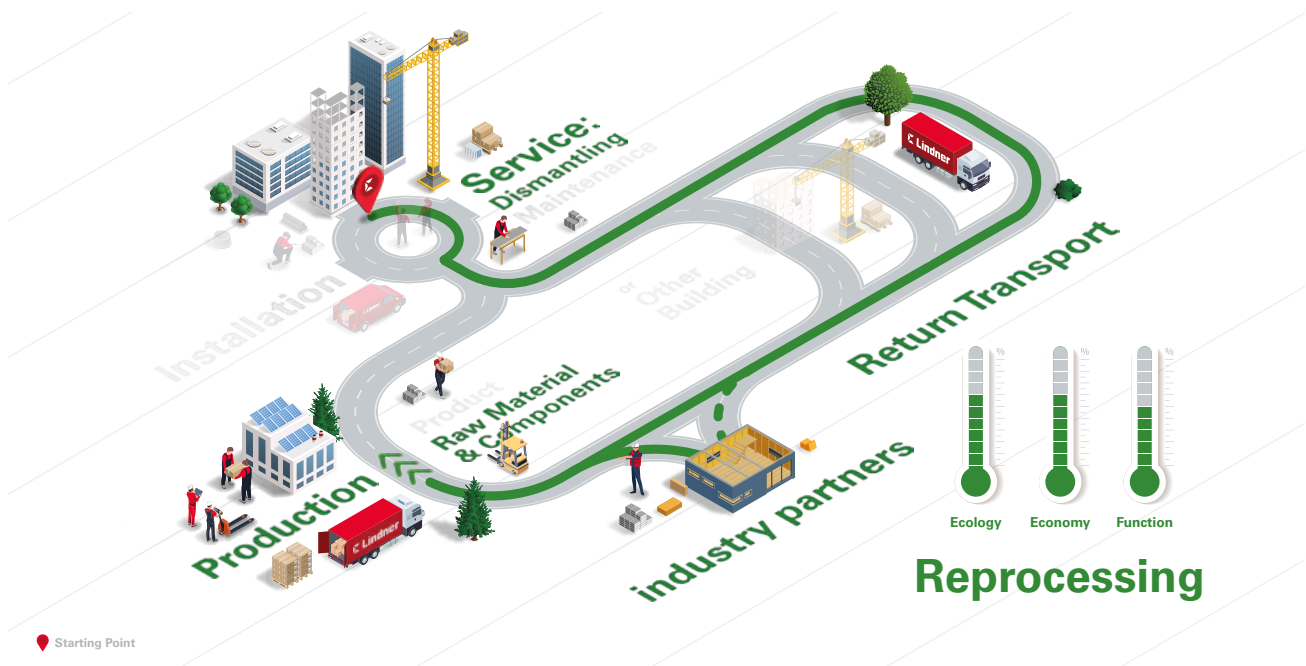 Service:
Dismantling
Maintenance
Lindner
Installation
or
Other
Building
Lindner
Return Transport
Product
Raw Material
& Components
Production
Lindner
industry partners
%
%
%
Ecology
Economy
Function
Reprocessing
Starting Point